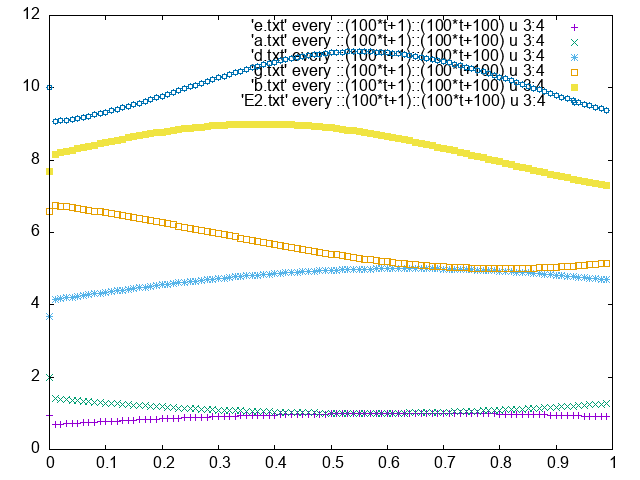 12
10
8
6
4
2
0
'e.txt' every ::(100*t+1)::(100*t+100) u 3:4
'a.txt' every ::(100*t+1)::(100*t+100) u 3:4
'd.txt' every ::(100*t+1)::(100*t+100) u 3:4
'g.txt' every ::(100*t+1)::(100*t+100) u 3:4
'b.txt' every ::(100*t+1)::(100*t+100) u 3:4
'E2.txt' every ::(100*t+1)::(100*t+100) u 3:4
0 0.1 0.2 0.3 0.4 0.5 0.6 0.7 0.8 0.9 1